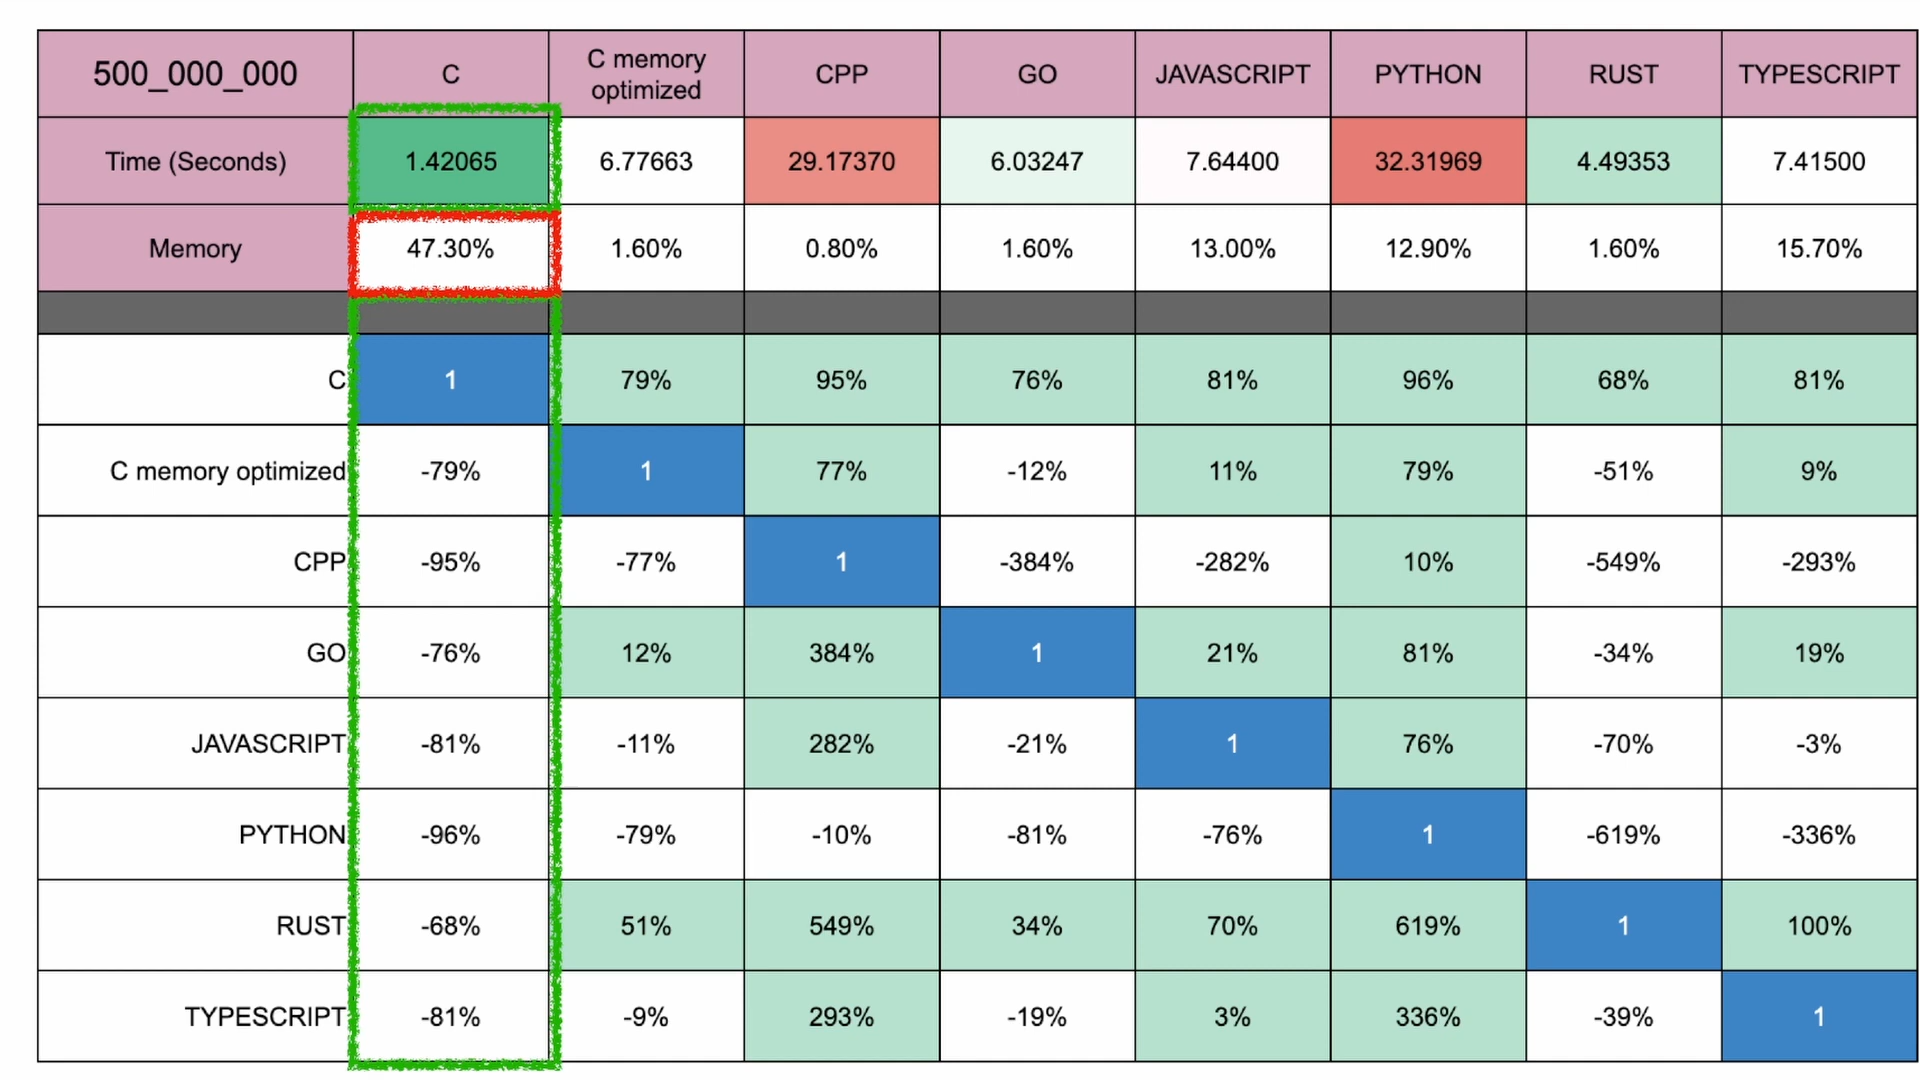 500_000_000 C C memory optimized CPP GO JAVASCRIPT PYTHON RUST TYPESCRIPT
Time (Seconds) 1.42065 6.77663 29.17370 6.03247 7.64400 32.31969 4.49353 7.41500
Memory 47.30% 1.60% 0.80% 1.60% 13.00% 12.90% 1.60% 15.70%
C 1 79% 95% 76% 81% 96% 68% 81%
C memory optimized -79% 1 77% -12% 11% 79% -51% 9%
CPP -95% -77% 1 -384% -282% 10% -549% -293%
GO -76% 12% 384% 1 21% 81% -34% 19%
JAVASCRIPT -81% -11% 282% -21% 1 76% -70% -3%
PYTHON -96% -79% -10% -81% -76% 1 -619% -336%
RUST -68% 51% 549% 34% 70% 619% 1 100%
TYPESCRIPT -81% -9% 293% -19% 3% 336% -39% 1